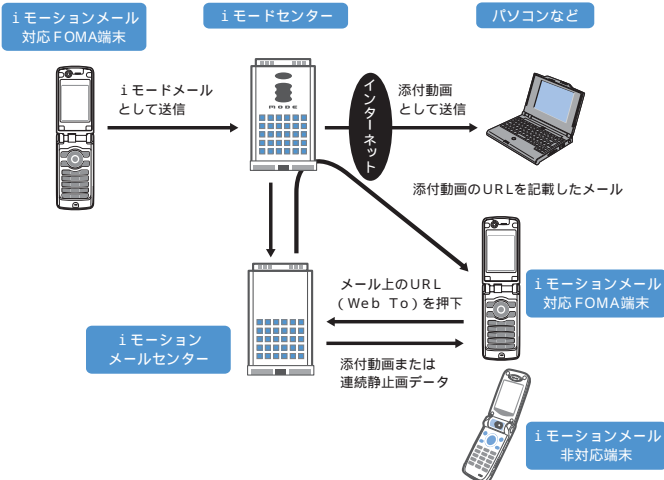 iモーションメール
対応FOMA端末
iモードセンター
パソコンなど
iモードメール
として送信
MODE
インターネット
添付動画
として送信
添付動画のURLを記載したメール
メール上のURL
(Web To)を押下
iモーションメール
対応FOMA端末
iモーション
メールセンター
添付動画または
連続静止画データ
iモーションメール
非対応端末